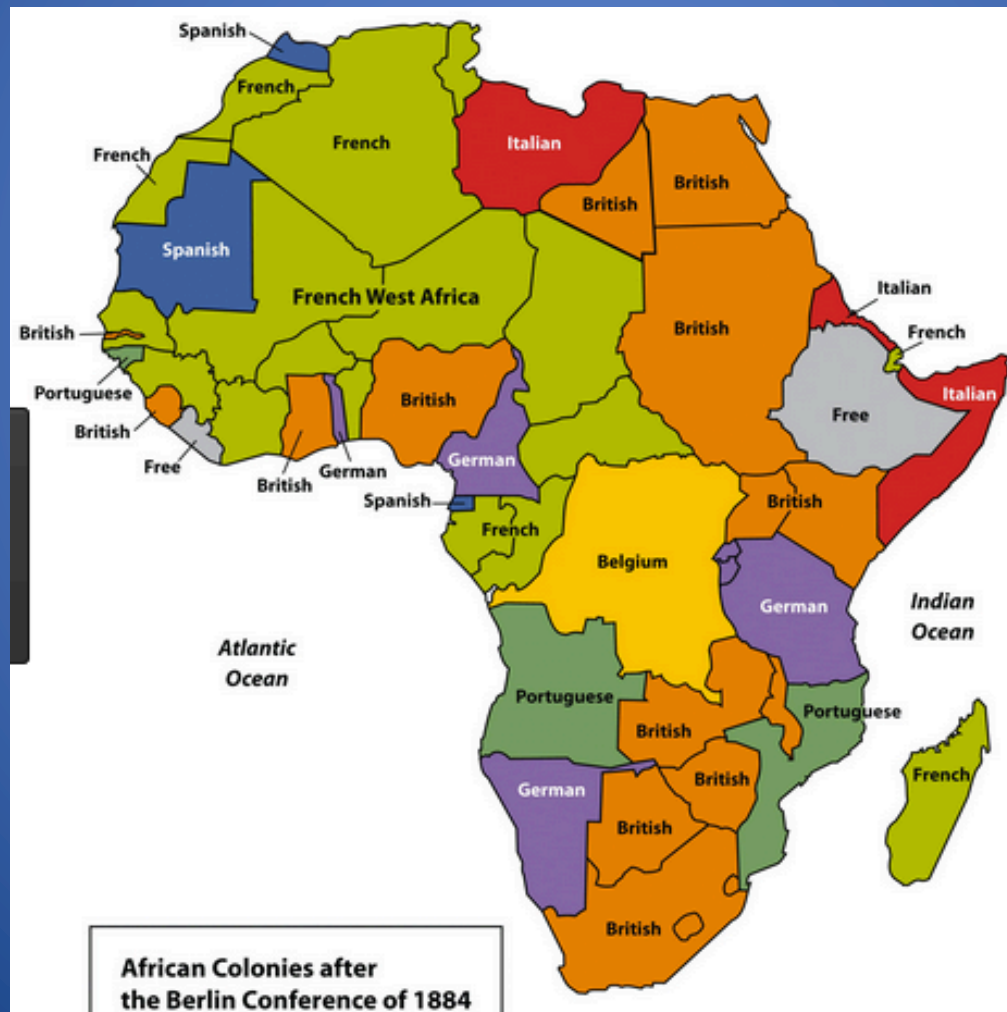 Spanish
French
French
French
Italian
British
British
Spanish
French West Africa
Italian
British
British
French
Portuguese
Italian
British
Free
British
Free
British
German
German
Spanish
French
British
Belgium
German
Indian
Ocean
Atlantic
Ocean
Portuguese
Portuguese
British
British
German
French
British
British
African Colonies after
the Berlin Conference of 1884